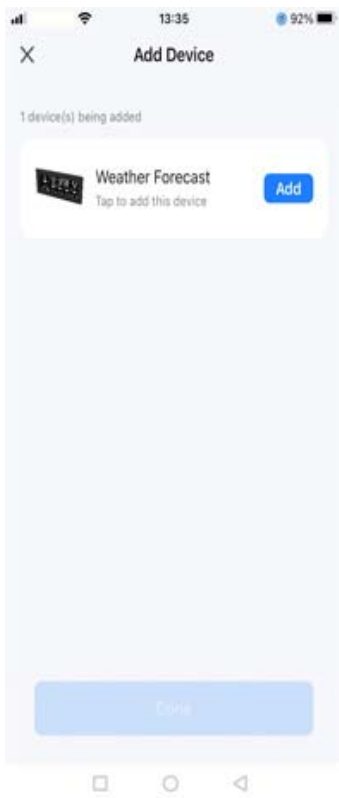 13:35
92%
Add Device
1 device(s) being added
Weather Forecast
Tap to add this device
Add
Done